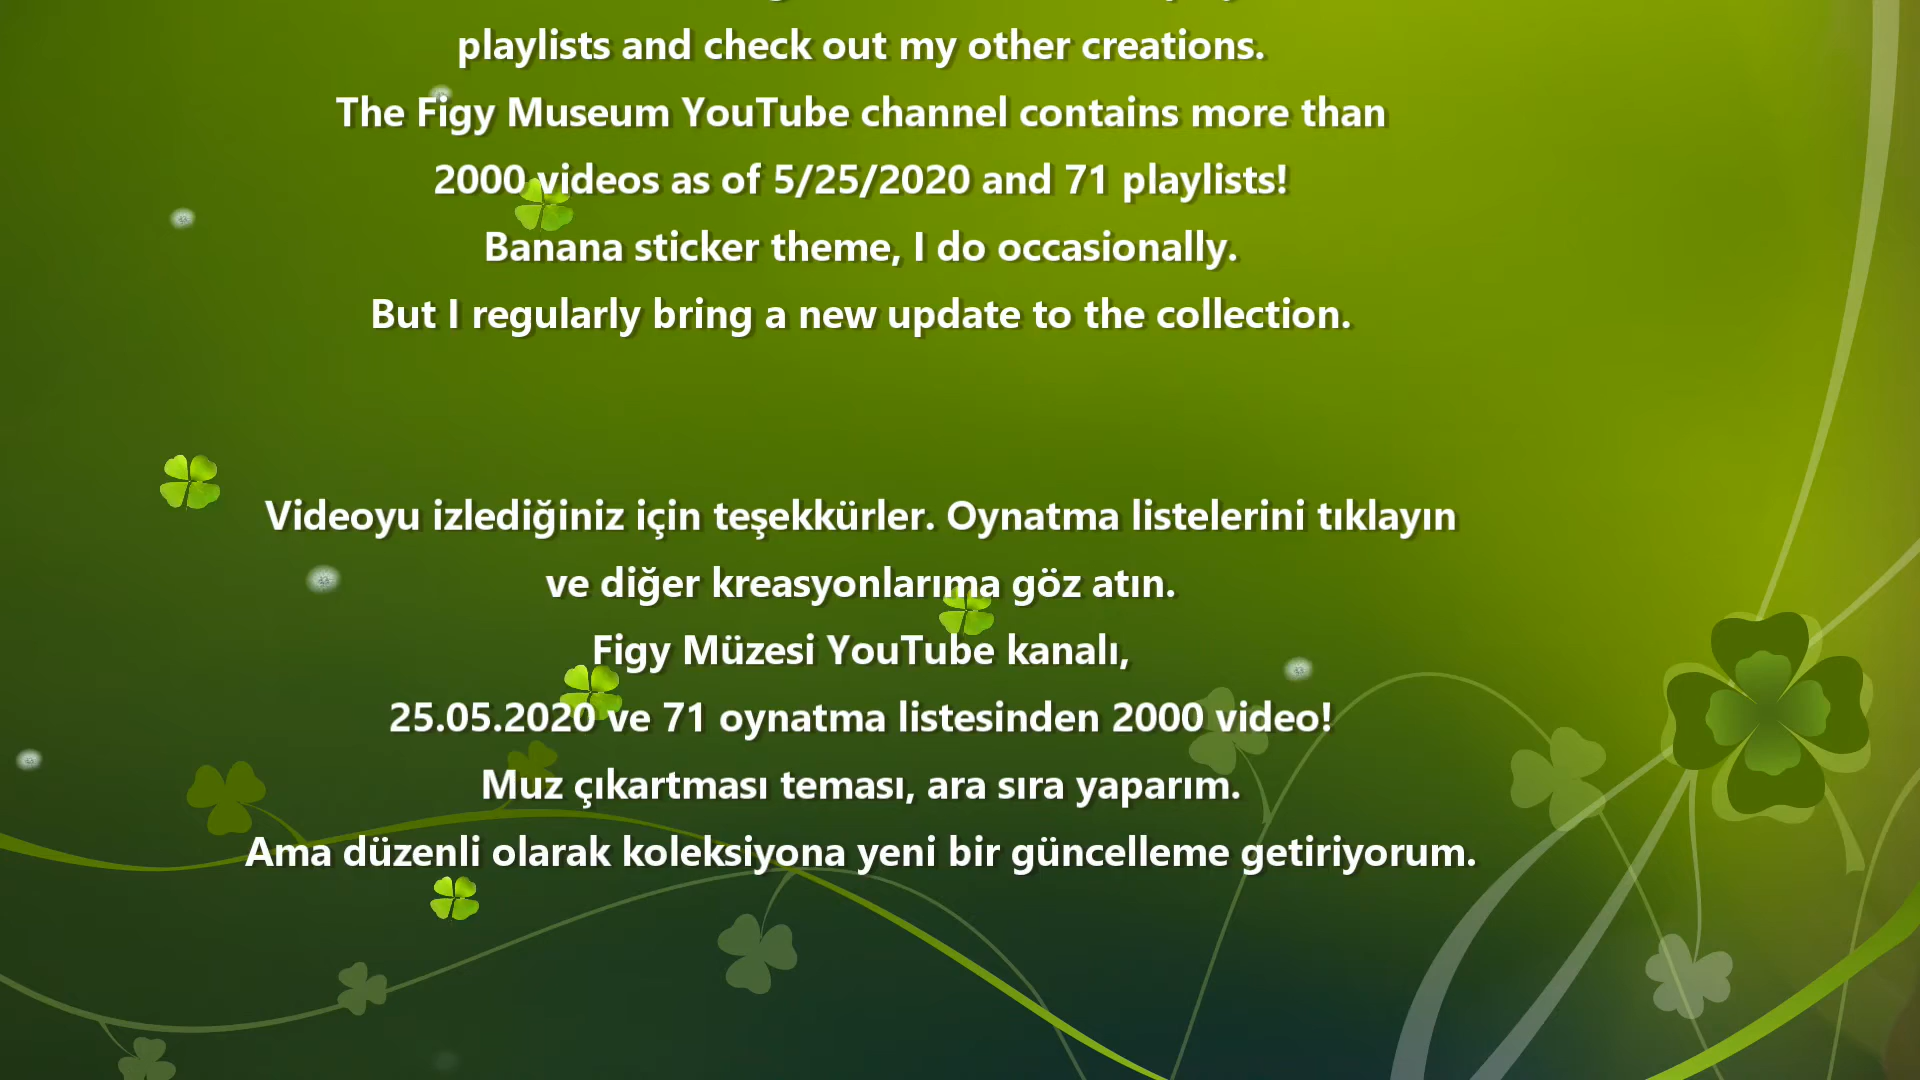 playlists and check out my other creations.
The Figy Museum YouTube channel contains more than
2000 videos as of 5/25/2020 and 71 playlists!
Banana sticker theme, I do occasionally.
But I regularly bring a new update to the collection.
Videoyu izlediğiniz için teşekkürler. Oynatma listelerini tıklayın
ve diğer kreasyonlarıma göz atın.
Figy Müzesi YouTube kanalı,
25.05.2020 ve 71 oynatma listesinden 2000 video!
Muz çıkartması teması, ara sıra yaparım.
Ama düzenli olarak koleksiyona yeni bir güncelleme getiriyorum.